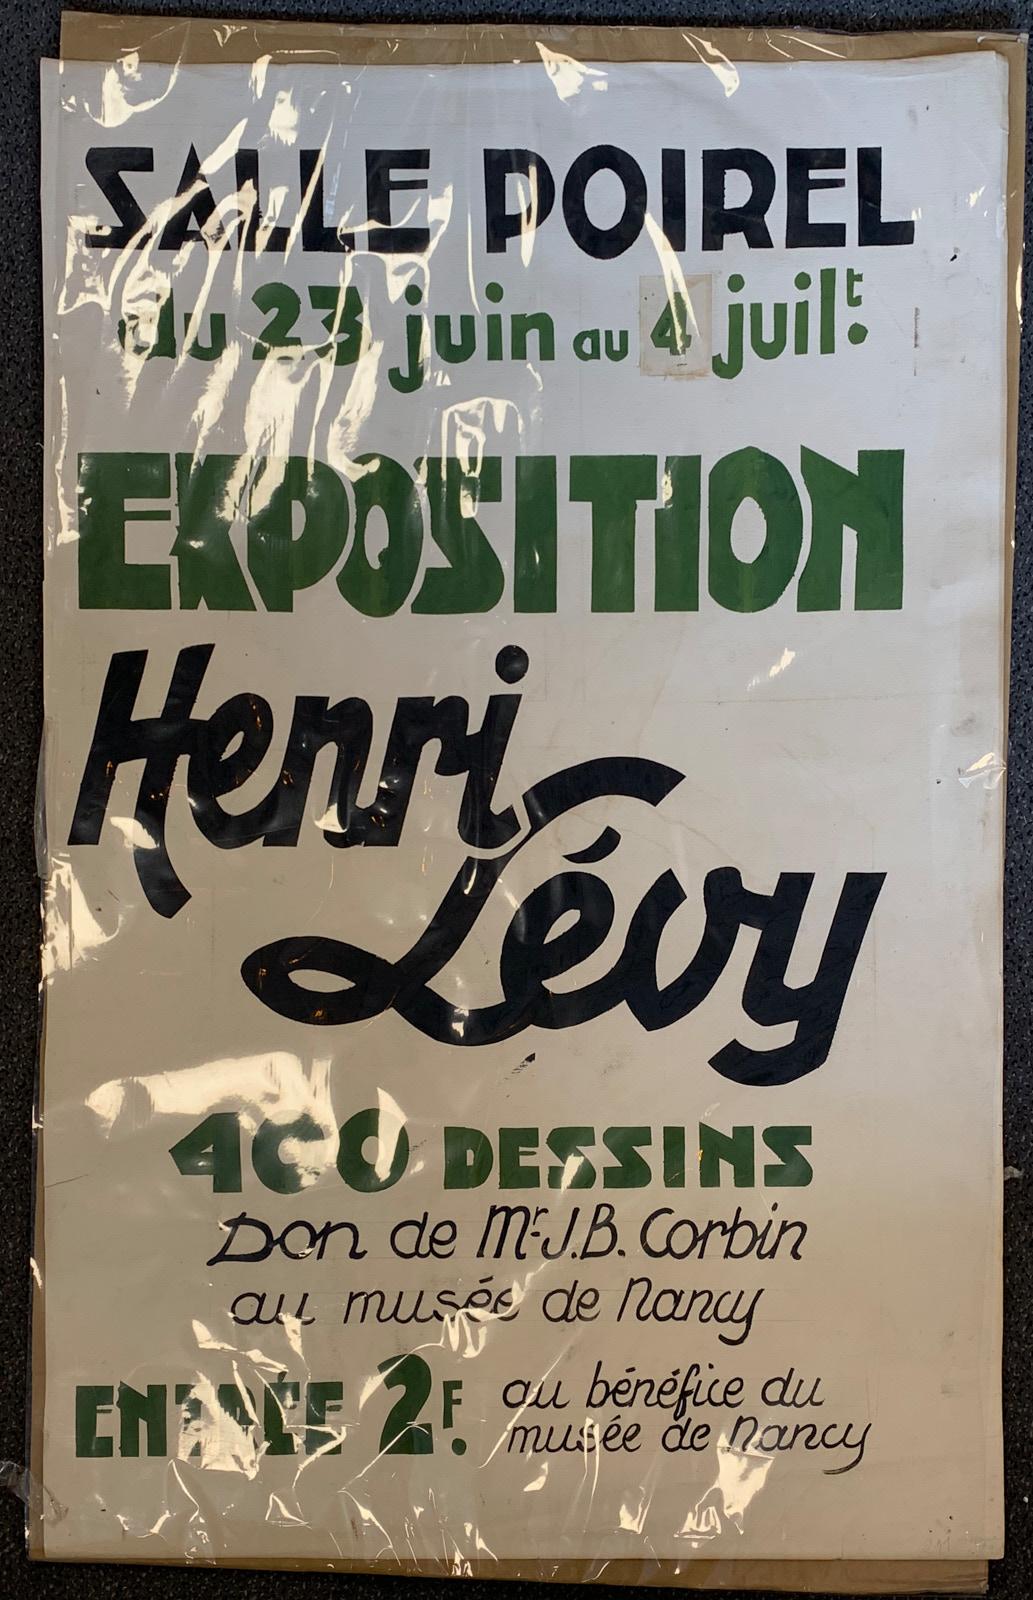 SALLE POIREL
du 23 juin au 4 juil.t
EXPOSITION
Henri
Lévy
400 DESSINS
Don de Mr. J.B. Corbin
au musée de Nancy
ENTRÉE 2F. au bénéfice du
musée de Nancy